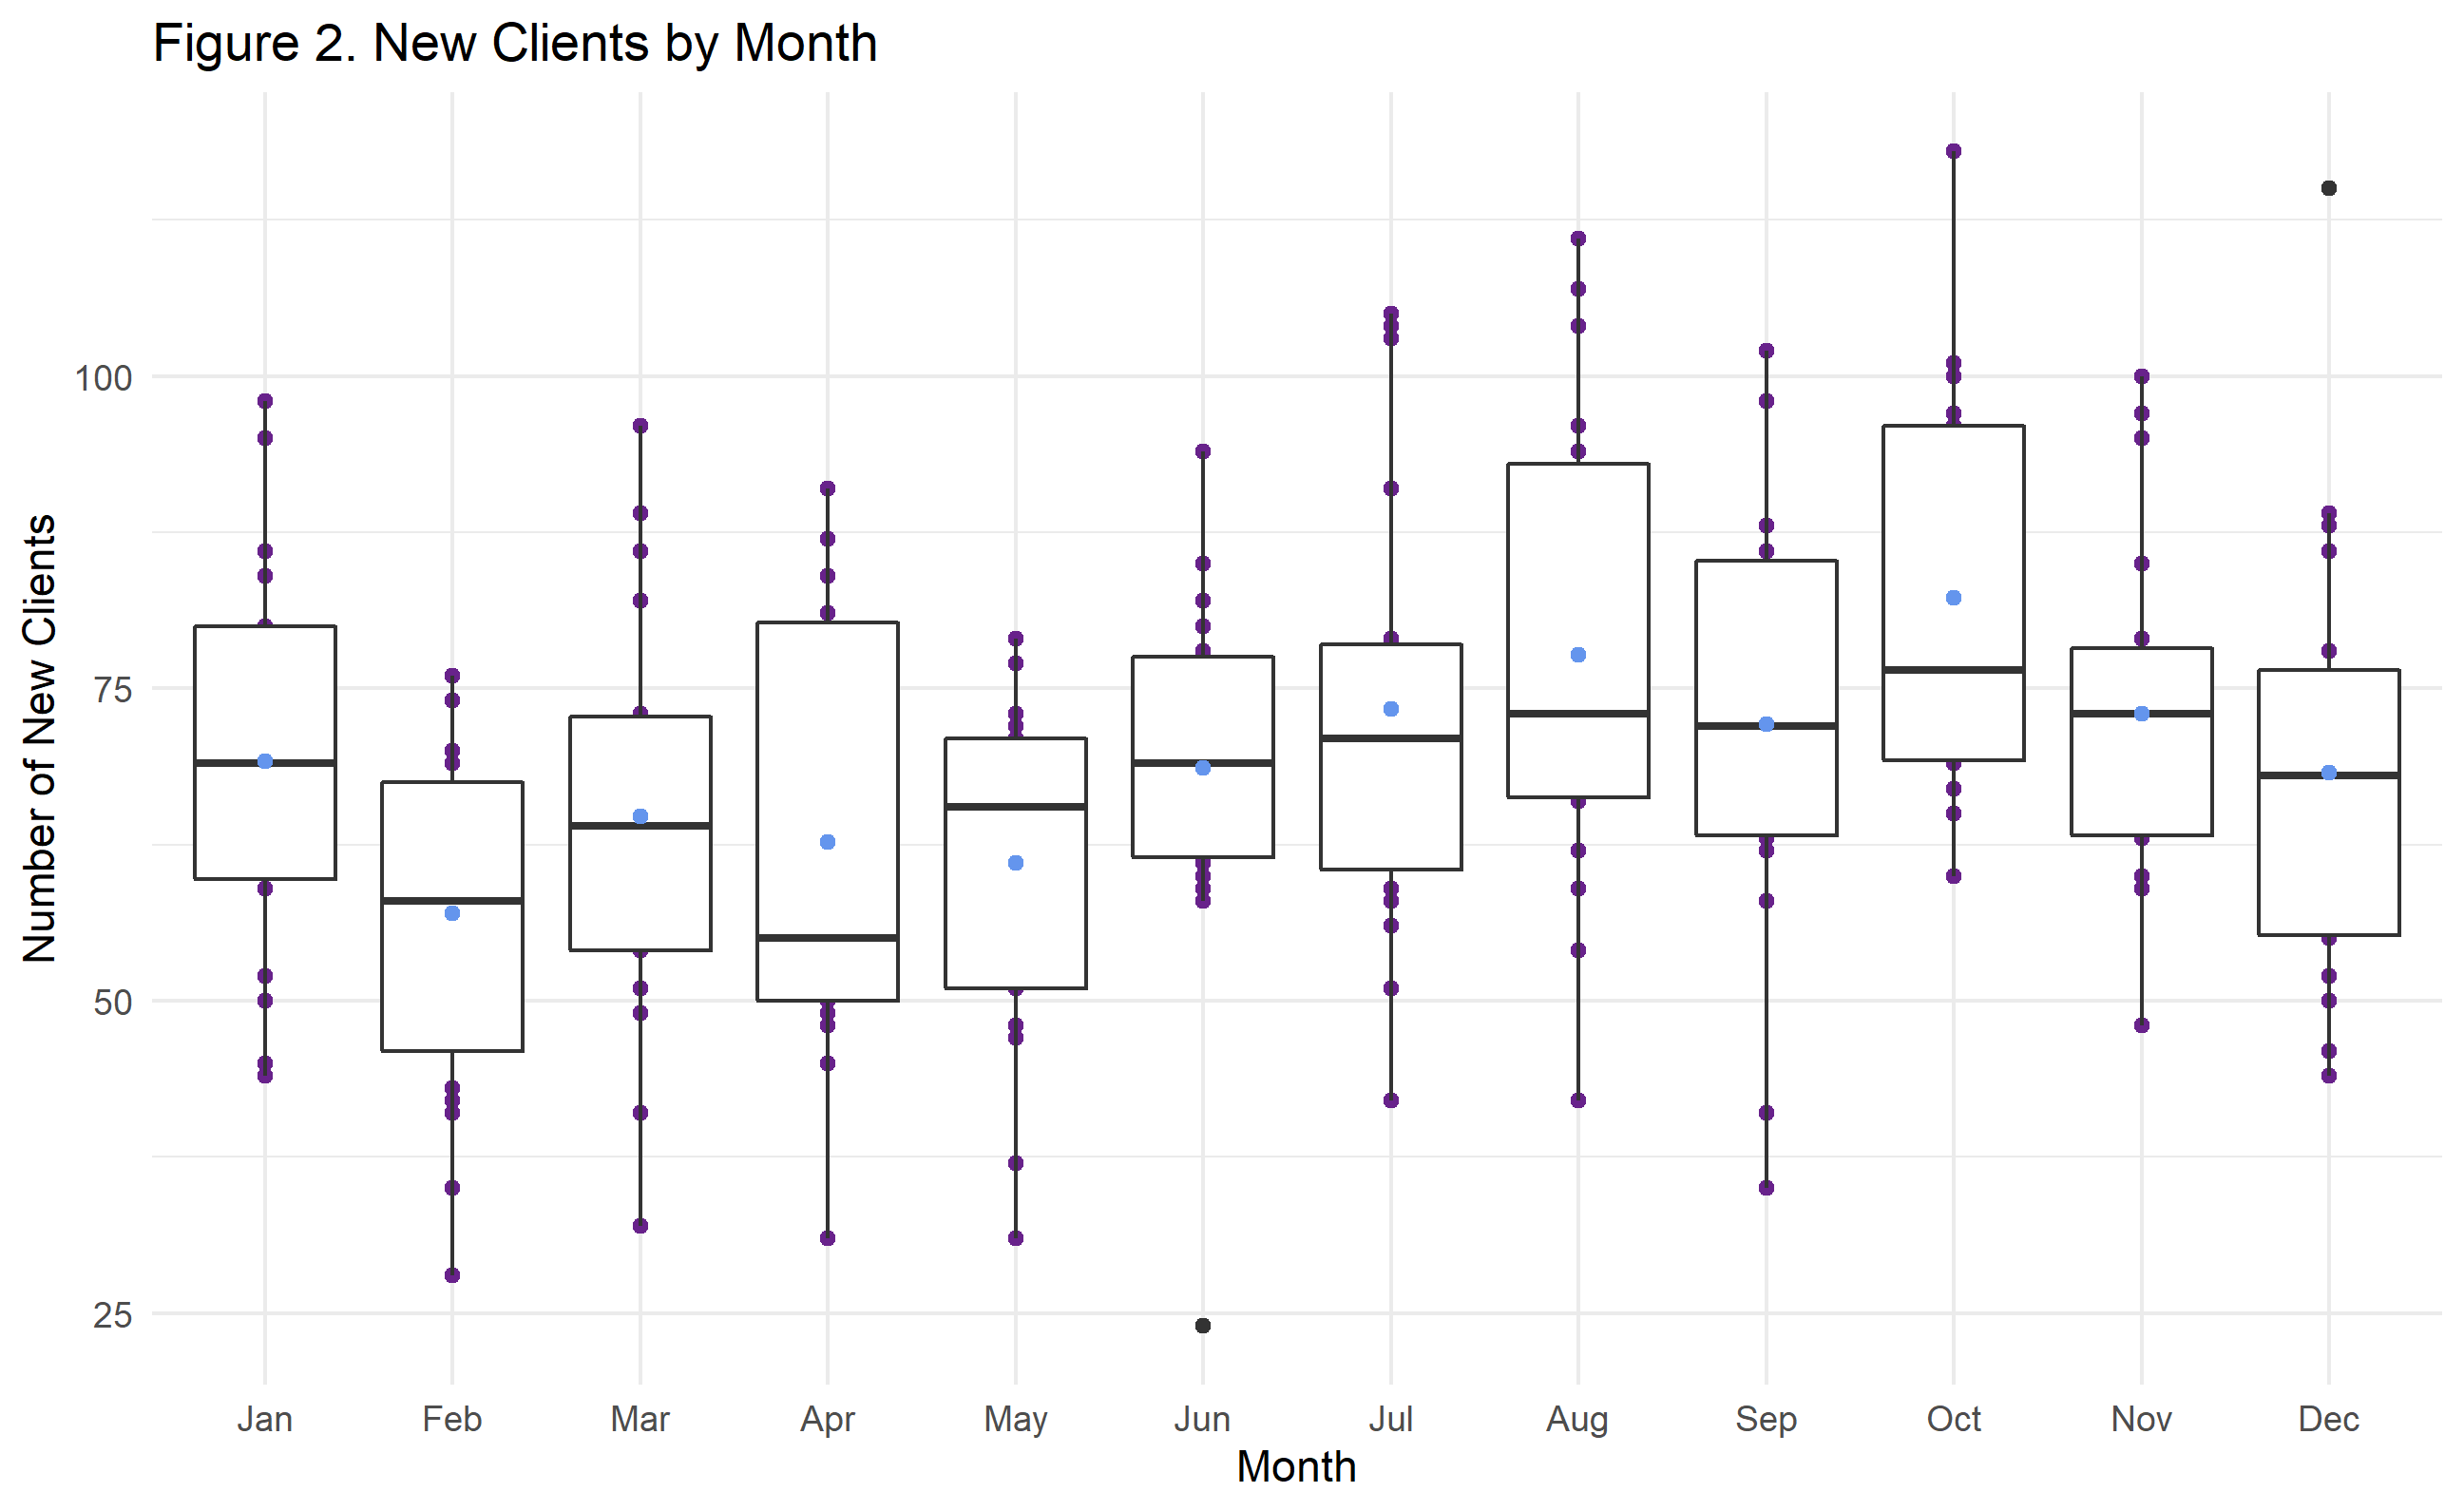 Figure 2. New Clients by Month
Number of New Clients
100
75
50
25
Jan Feb Mar Apr May Jun Jul Aug Sep Oct Nov Dec
Month